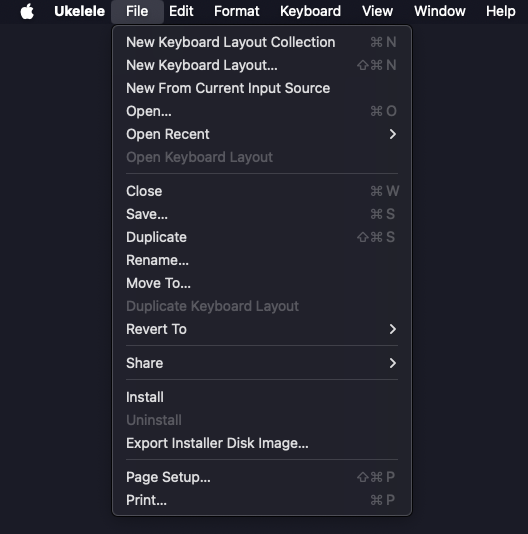 Ukelele File Edit Format Keyboard View Window Help
New Keyboard Layout Collection ⌘ N
New Keyboard Layout... ⇧⌘ N
New From Current Input Source
Open... ⌘ O
Open Recent
Open Keyboard Layout
Close ⌘ W
Save... ⌘ S
Duplicate ⇧⌘ S
Rename...
Move To...
Duplicate Keyboard Layout
Revert To
Share
Install
Uninstall
Export Installer Disk Image...
Page Setup... ⇧⌘ P
Print... ⌘ P